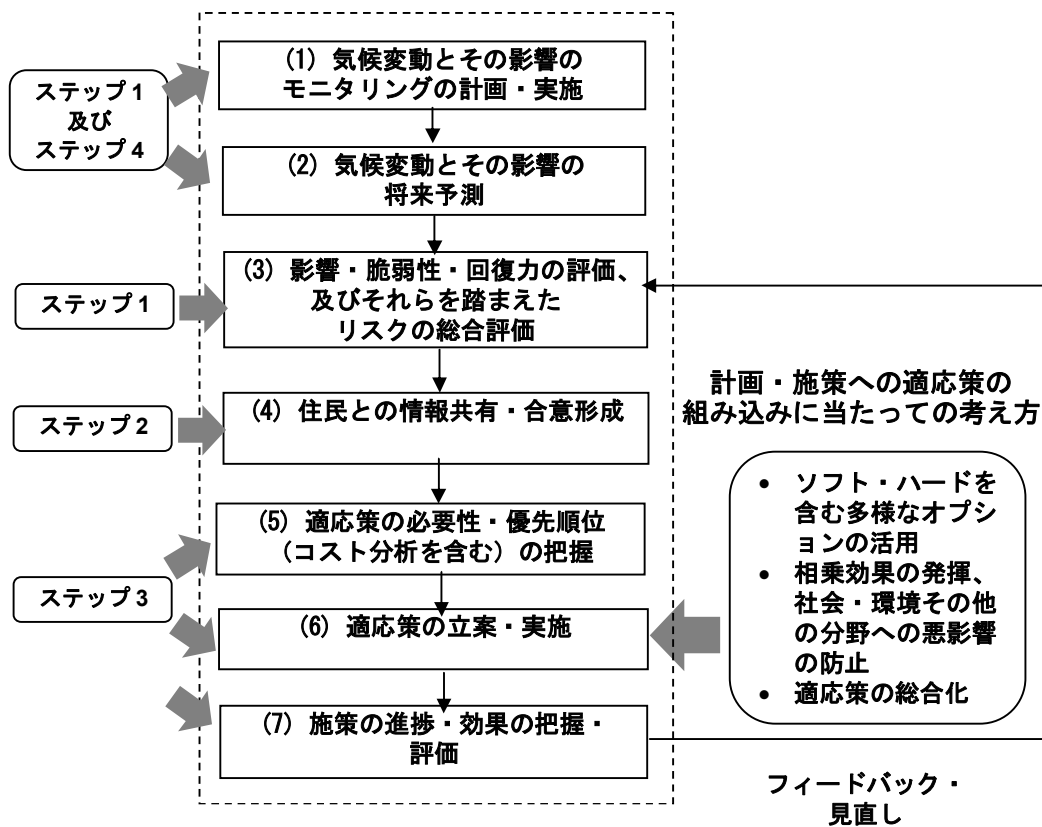 ステップ1
及び
ステップ4
(1) 気候変動とその影響の
モニタリングの計画・実施
(2) 気候変動とその影響の
将来予測
ステップ1
(3) 影響・脆弱性・回復力の評価、
及びそれらを踏まえた
リスクの総合評価
ステップ2
(4) 住民との情報共有・合意形成
ステップ3
(5) 適応策の必要性・優先順位
(コスト分析を含む)の把握
(6) 適応策の立案・実施
(7) 施策の進捗・効果の把握・
評価
計画・施策への適応策の
組み込みに当たっての考え方
• ソフト・ハードを
含む多様なオプシ
ョンの活用
• 相乗効果の発揮、
社会・環境その他
の分野への悪影響
の防止
• 適応策の総合化
フィードバック・
見直し